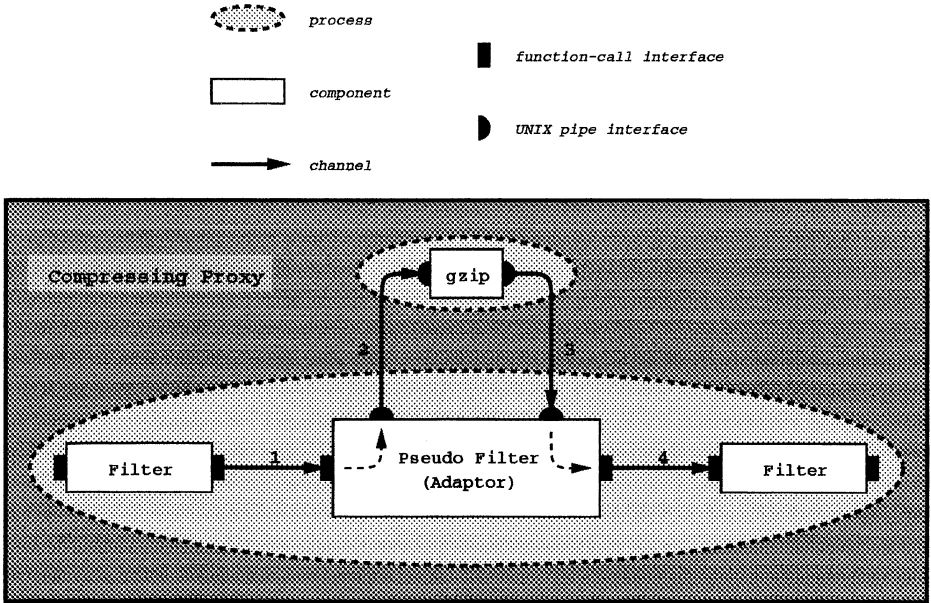 process
function-call interface
component
UNIX pipe interface
channel
Compressing Proxy
gzip
2
3
Filter
1
Pseudo Filter
(Adaptor)
4
Filter